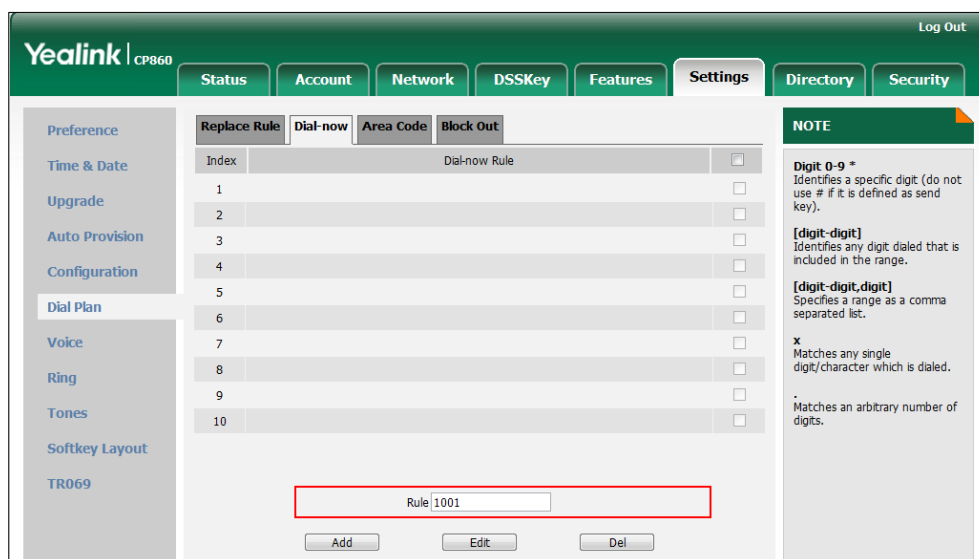 Log Out
Yealink CP860
Status Account Network DSSKey Features Settings Directory Security
Preference
Time & Date
Upgrade
Auto Provision
Configuration
Dial Plan
Voice
Ring
Tones
Softkey Layout
TR069
Replace Rule Dial-now Area Code Block Out
Index Dial-now Rule
1
2
3
4
5
6
7
8
9
10
Rule 1001
Add Edit Del
NOTE
Digit 0-9 *
Identifies a specific digit (do not
use # if it is defined as send
key).
[digit-digit]
Identifies any digit dialed that is
included in the range.
[digit-digit,digit]
Specifies a range as a comma
separated list.
x
Matches any single
digit/character which is dialed.
.
Matches an arbitrary number of
digits.